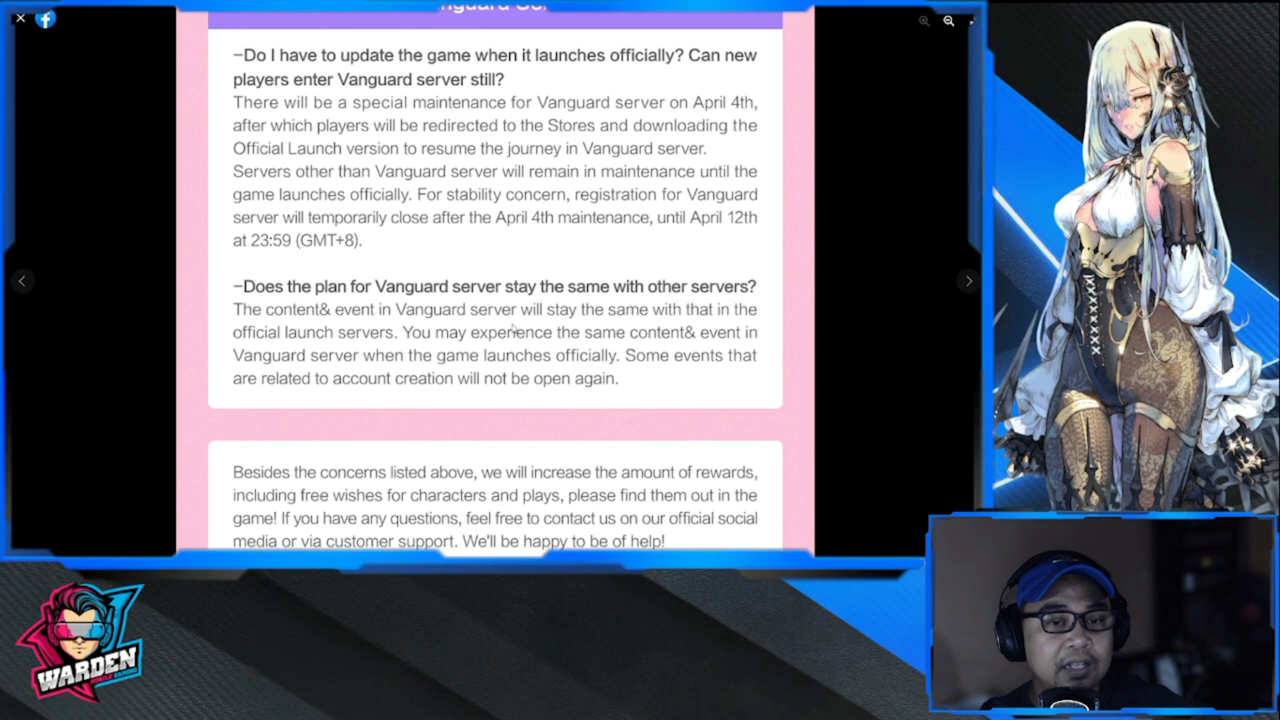 −Do I have to update the game when it launches officially? Can new
players enter Vanguard server still?
There will be a special maintenance for Vanguard server on April 4th,
after which players will be redirected to the Stores and downloading the
Official Launch version to resume the journey in Vanguard server.
Servers other than Vanguard server will remain in maintenance until the
game launches officially. For stability concern, registration for Vanguard
server will temporarily close after the April 4th maintenance, until April 12th
at 23:59 (GMT+8).
−Does the plan for Vanguard server stay the same with other servers?
The content& event in Vanguard server will stay the same with that in the
official launch servers. You may experience the same content& event in
Vanguard server when the game launches officially. Some events that
are related to account creation will not be open again.
Besides the concerns listed above, we will increase the amount of rewards,
including free wishes for characters and plays, please find them out in the
game! If you have any questions, feel free to contact us on our official social
media or via customer support. We'll be happy to be of help!
WARDEN
MOBILE GAMING